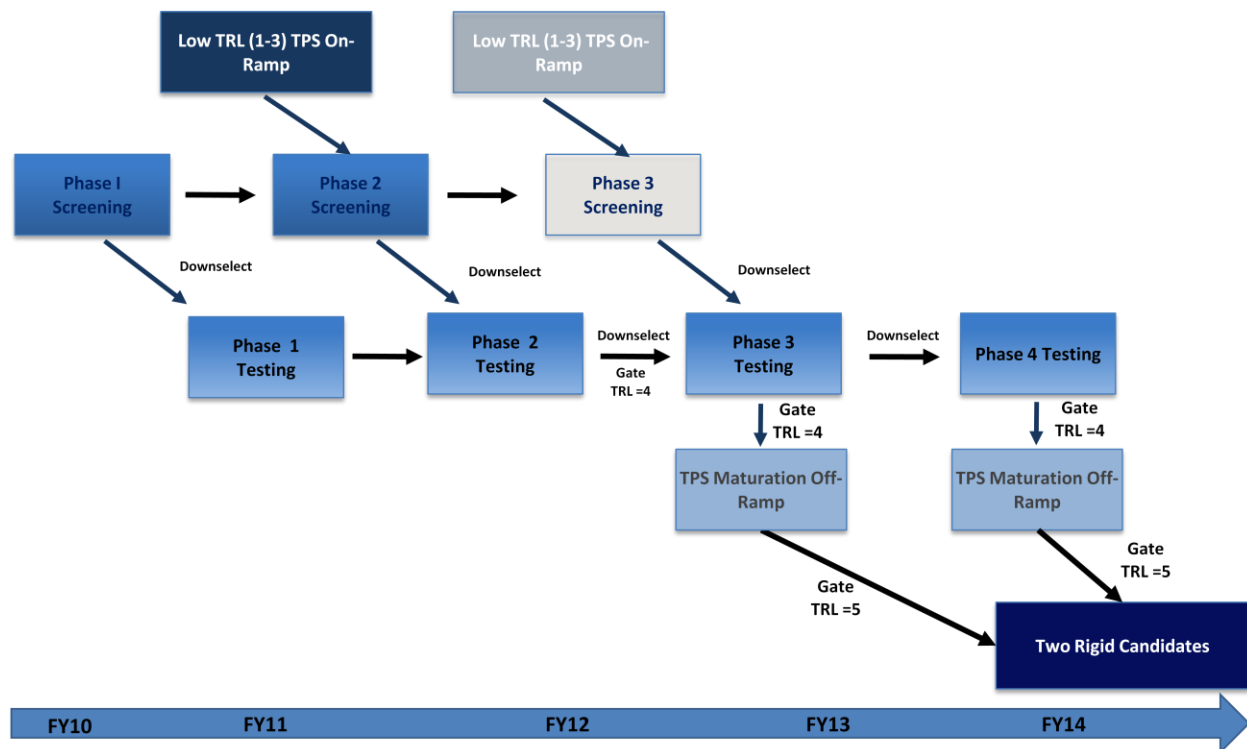 Low TRL (1-3) TPS On-
Ramp
Low TRL (1-3) TPS On-
Ramp
Phase I
Screening
Phase 2
Screening
Phase 3
Screening
Downselect
Downselect
Downselect
Phase 1
Testing
Phase 2
Testing
Downselect
Gate
TRL =4
Phase 3
Testing
Downselect
Phase 4 Testing
Gate
TRL =4
Gate
TRL =4
TPS Maturation Off-
Ramp
TPS Maturation Off-
Ramp
Gate
TRL =5
Gate
TRL =5
Two Rigid Candidates
FY10
FY11
FY12
FY13
FY14